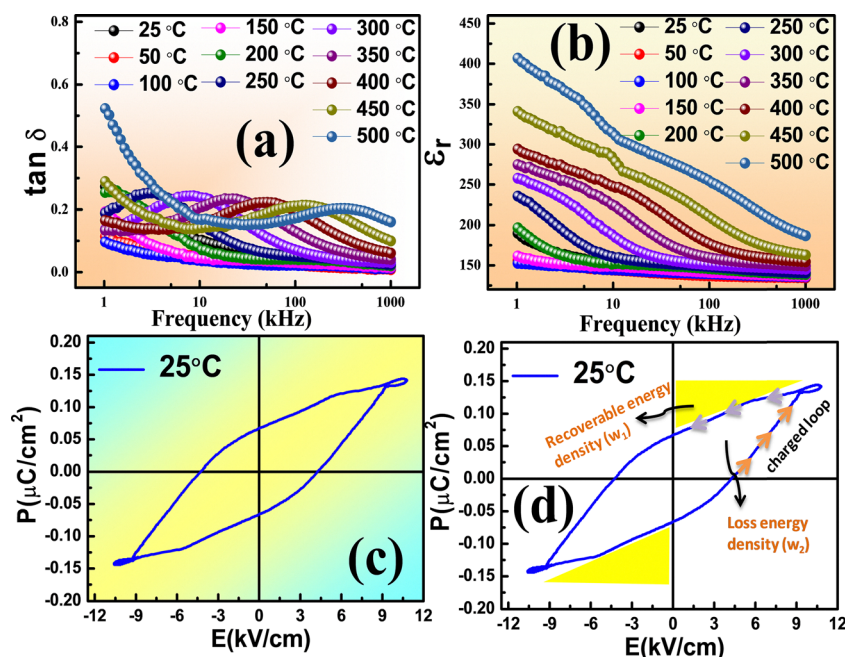 tan δ
0.8
0.6
0.4
0.2
0.0
25 °C
50 °C
100 °C
150 °C
200 °C
250 °C
300 °C
350 °C
400 °C
450 °C
500 °C
(a)
1 10 100 1000
Frequency (kHz)
εr
450
400
350
300
250
200
150
(b)
25 °C
50 °C
100 °C
150 °C
200 °C
250 °C
300 °C
350 °C
400 °C
450 °C
500 °C
1 10 100 1000
Frequency (kHz)
P(μC/cm²)
0.20
0.15
0.10
0.05
0.00
-0.05
-0.10
-0.15
-0.20
25°C
(c)
-12 -9 -6 -3 0 3 6 9 12
E(kV/cm)
P(μC/cm²)
0.20
0.15
0.10
0.05
0.00
-0.05
-0.10
-0.15
-0.20
25°C
Recoverable energy
density (w₁)
charged loop
Loss energy
density (w₂)
(d)
-12 -9 -6 -3 0 3 6 9 12
E(kV/cm)